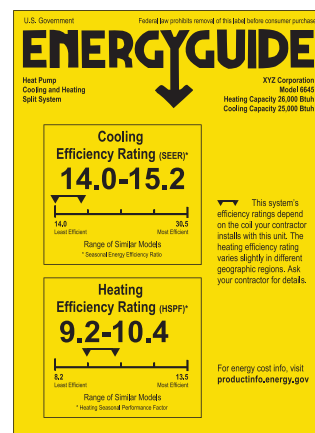 U.S. Government
Federal law prohibits removal of this label before consumer purchase
ENERGYGUIDE
Heat Pump
Cooling and Heating
Split System
XYZ Corporation
Model 6645
Heating Capacity 26,000 Btuh
Cooling Capacity 25,000 Btuh
Cooling
Efficiency Rating (SEER)*
14.0-15.2
14.0
Least Efficient
30.5
Most Efficient
Range of Similar Models
* Seasonal Energy Efficiency Ratio
This system's
efficiency ratings depend
on the coil your contractor
installs with this unit. The
heating efficiency rating
varies slightly in different
geographic regions. Ask
your contractor for details.
Heating
Efficiency Rating (HSPF)*
9.2-10.4
8.2
Least Efficient
13.5
Most Efficient
Range of Similar Models
* Heating Seasonal Performance Factor
For energy cost info, visit
productinfo.energy.gov